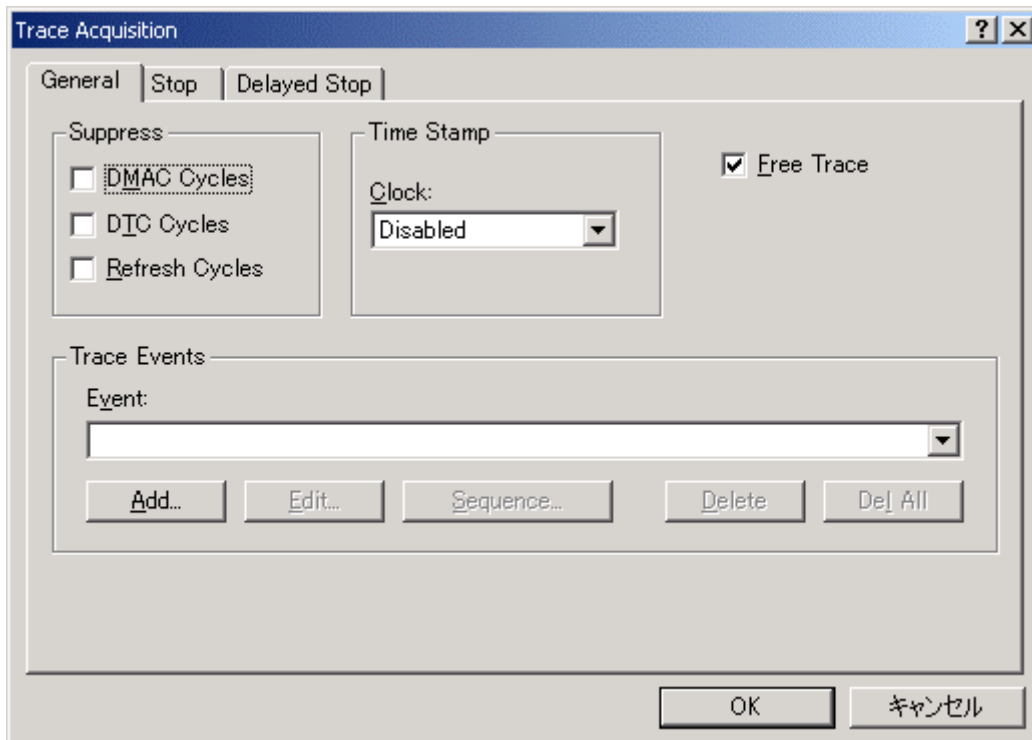 Trace Acquisition
General Stop Delayed Stop
Suppress
DMAC Cycles
DTC Cycles
Refresh Cycles
Time Stamp
Clock:
Disabled
Free Trace
Trace Events
Event:
Add... Edit... Sequence... Delete Del All
OK キャンセル